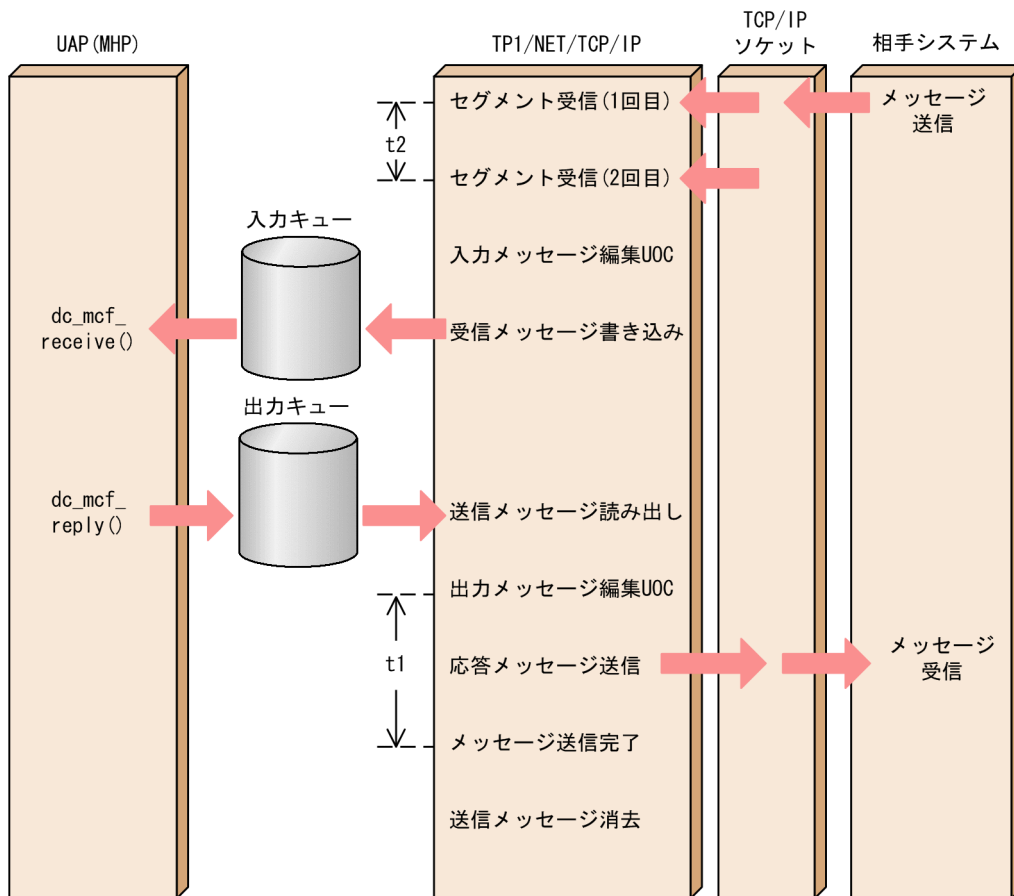 UAP(MHP)
TP1/NET/TCP/IP
TCP/IP
ソケット
相手システム
セグメント受信(1回目)
メッセージ
送信
t2
セグメント受信(2回目)
入力キュー
入力メッセージ編集UOC
dc_mcf_
receive()
受信メッセージ書き込み
出力キュー
dc_mcf_
reply()
送信メッセージ読み出し
出力メッセージ編集UOC
t1
応答メッセージ送信
メッセージ
受信
メッセージ送信完了
送信メッセージ消去